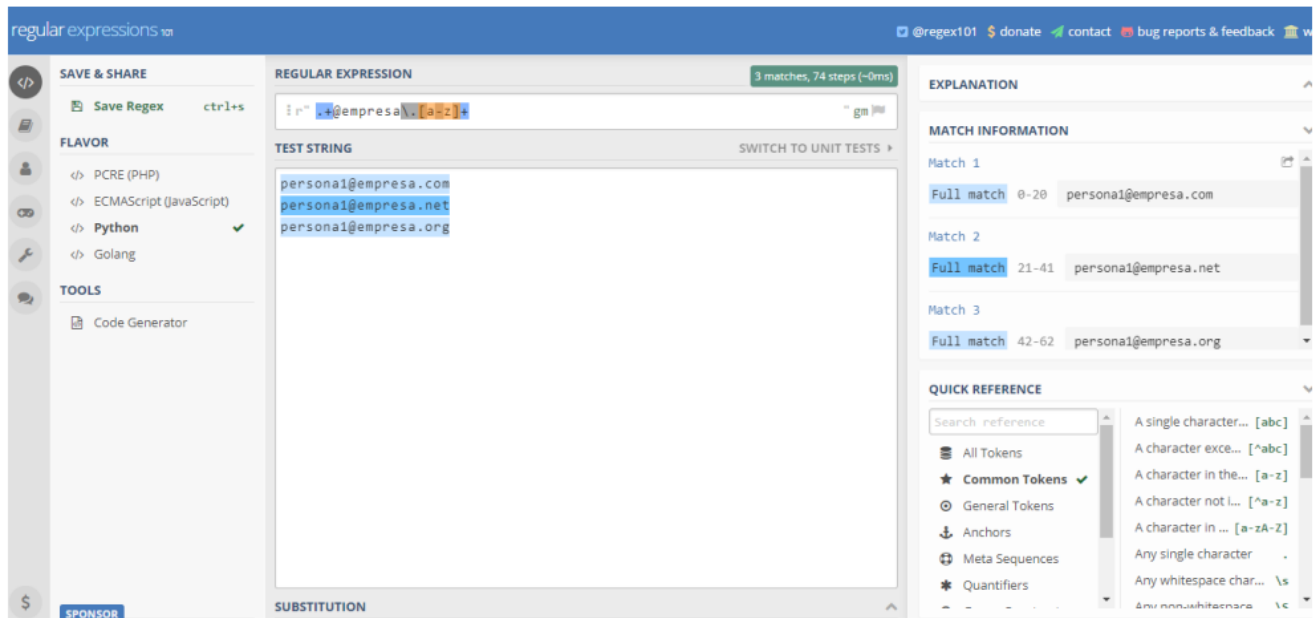 regular expressions 101
@regex101 $ donate contact bug reports & feedback w
SAVE & SHARE
Save Regex ctrl+s
FLAVOR
</> PCRE (PHP)
</> ECMAScript (JavaScript)
</> Python
</> Golang
TOOLS
Code Generator
SPONSOR
REGULAR EXPRESSION
3 matches, 74 steps (~0ms)
r" .+@empresa\.[a-z]+ " gm
TEST STRING
SWITCH TO UNIT TESTS
persona1@empresa.com
persona1@empresa.net
persona1@empresa.org
SUBSTITUTION
EXPLANATION
MATCH INFORMATION
Match 1
Full match 0-20 persona1@empresa.com
Match 2
Full match 21-41 persona1@empresa.net
Match 3
Full match 42-62 persona1@empresa.org
QUICK REFERENCE
Search reference
All Tokens
Common Tokens
General Tokens
Anchors
Meta Sequences
Quantifiers
A single character... [abc]
A character exce... [^abc]
A character in the... [a-z]
A character not i... [^a-z]
A character in ... [a-zA-Z]
Any single character .
Any whitespace char... \s
Any non-whitespace \S